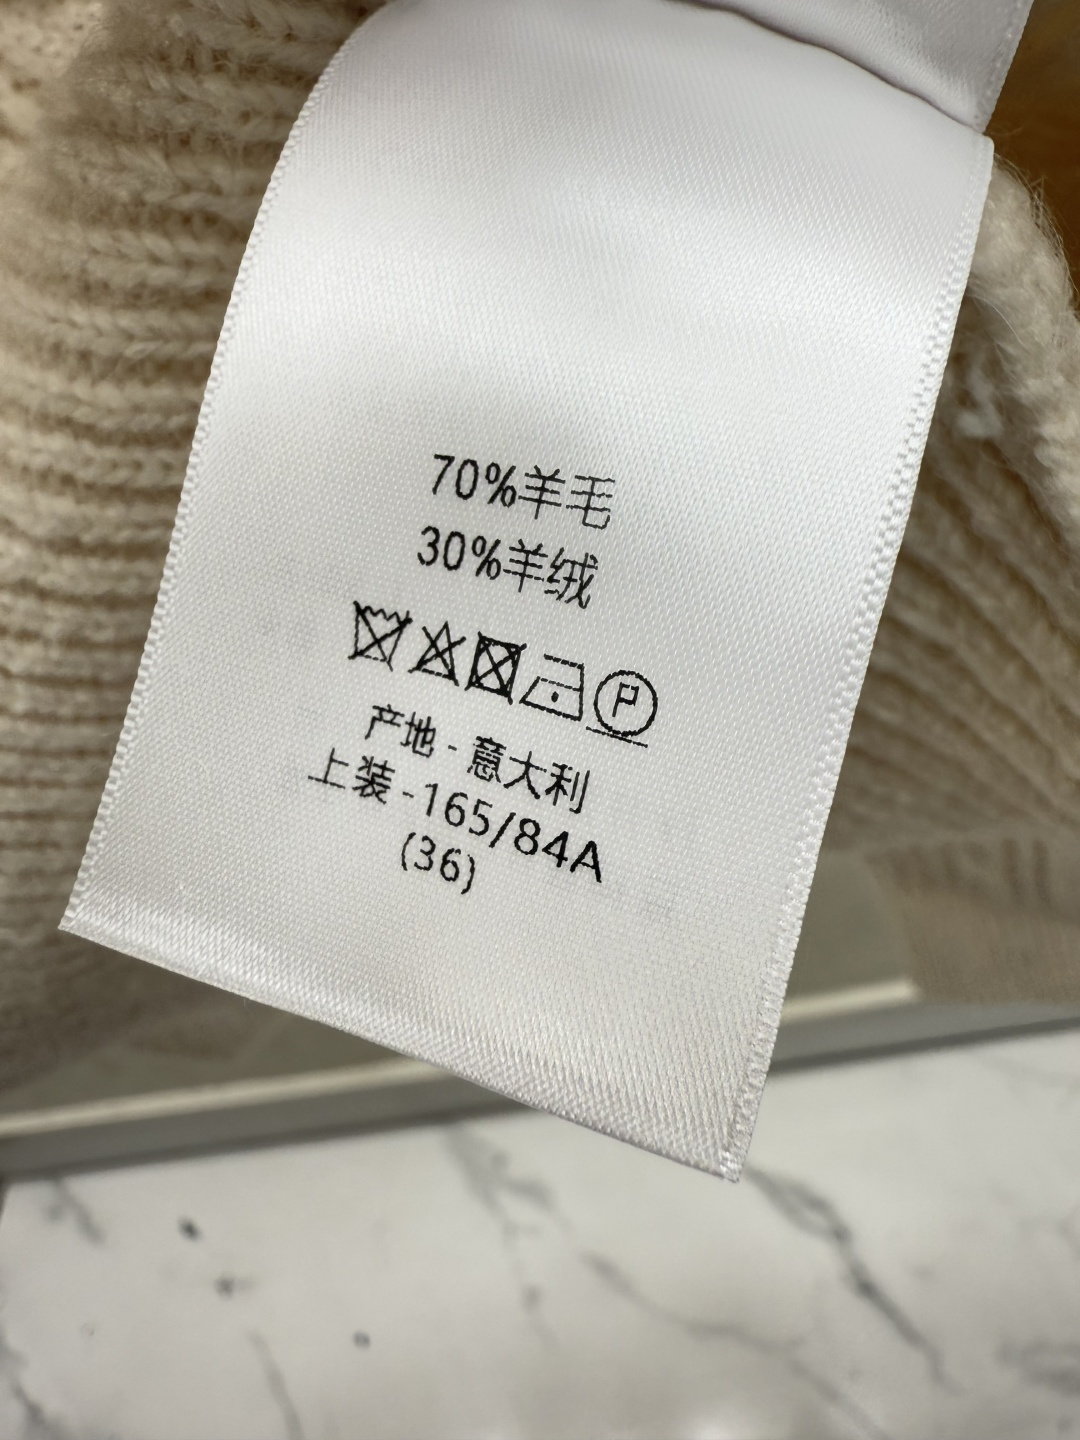 70%羊毛
30%羊绒
P
产地 - 意大利
上装 -165/84A
(36)